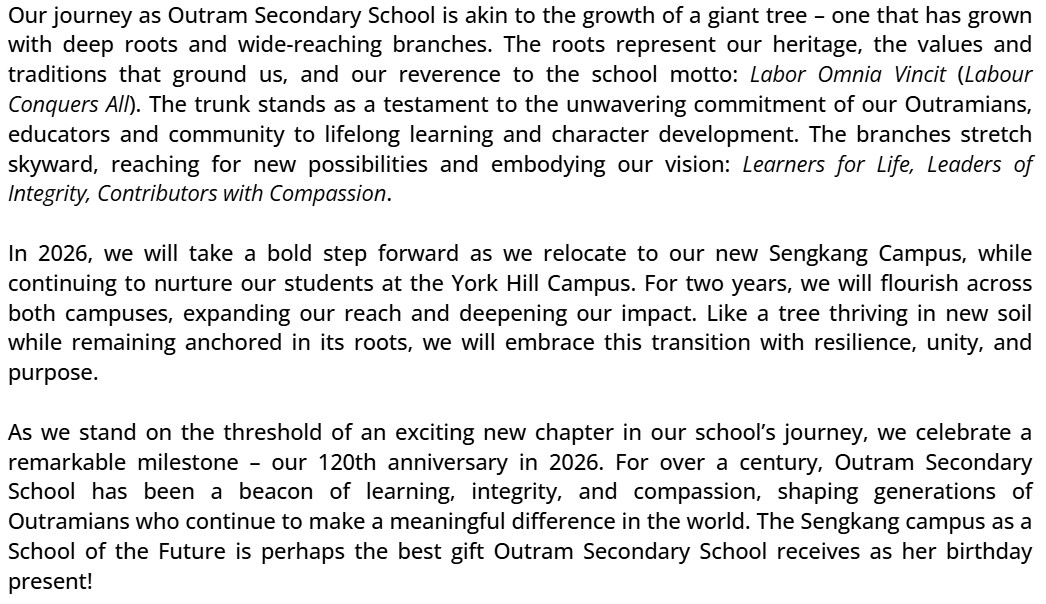 Our journey as Outram Secondary School is akin to the growth of a giant tree – one that has grown
with deep roots and wide-reaching branches. The roots represent our heritage, the values and
traditions that ground us, and our reverence to the school motto: Labor Omnia Vincit (Labour
Conquers All). The trunk stands as a testament to the unwavering commitment of our Outramians,
educators and community to lifelong learning and character development. The branches stretch
skyward, reaching for new possibilities and embodying our vision: Learners for Life, Leaders of
Integrity, Contributors with Compassion.

In 2026, we will take a bold step forward as we relocate to our new Sengkang Campus, while
continuing to nurture our students at the York Hill Campus. For two years, we will flourish across
both campuses, expanding our reach and deepening our impact. Like a tree thriving in new soil
while remaining anchored in its roots, we will embrace this transition with resilience, unity, and
purpose.

As we stand on the threshold of an exciting new chapter in our school’s journey, we celebrate a
remarkable milestone – our 120th anniversary in 2026. For over a century, Outram Secondary
School has been a beacon of learning, integrity, and compassion, shaping generations of
Outramians who continue to make a meaningful difference in the world. The Sengkang campus as a
School of the Future is perhaps the best gift Outram Secondary School receives as her birthday
present!